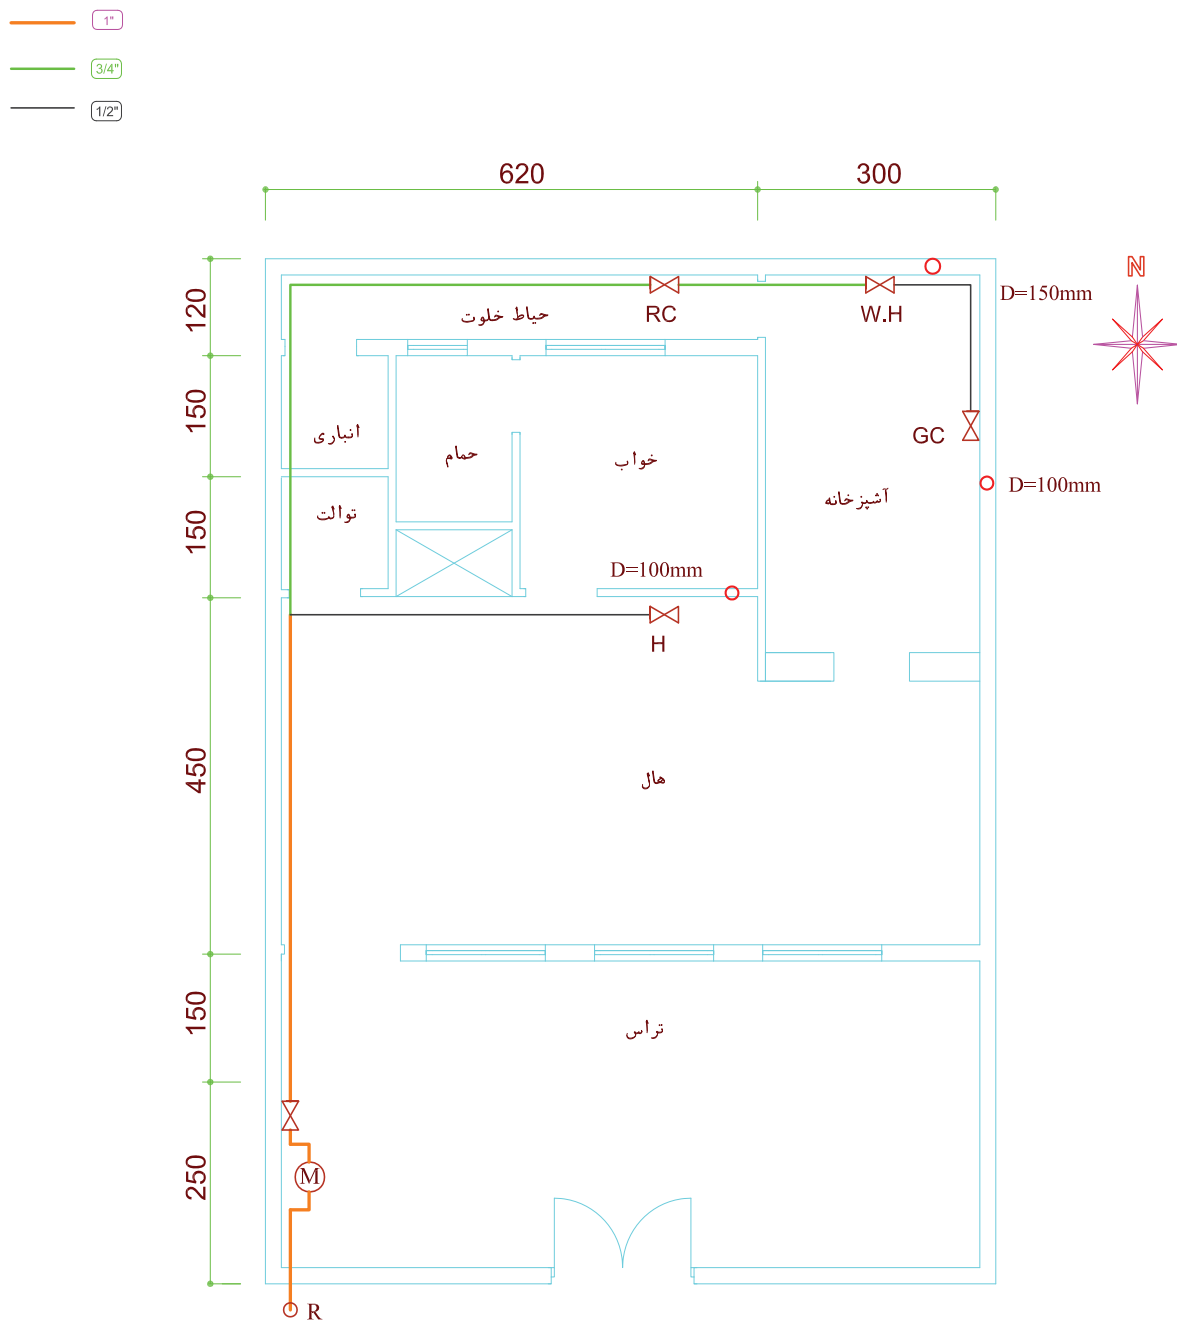 1"
3/4"
1/2"
620
300
N
D=150mm
120
حیاط خلوت
RC
W.H
150
انباری
حمام
خواب
GC
آشپزخانه
D=100mm
150
توالت
D=100mm
H
450
هال
150
تراس
250
M
R